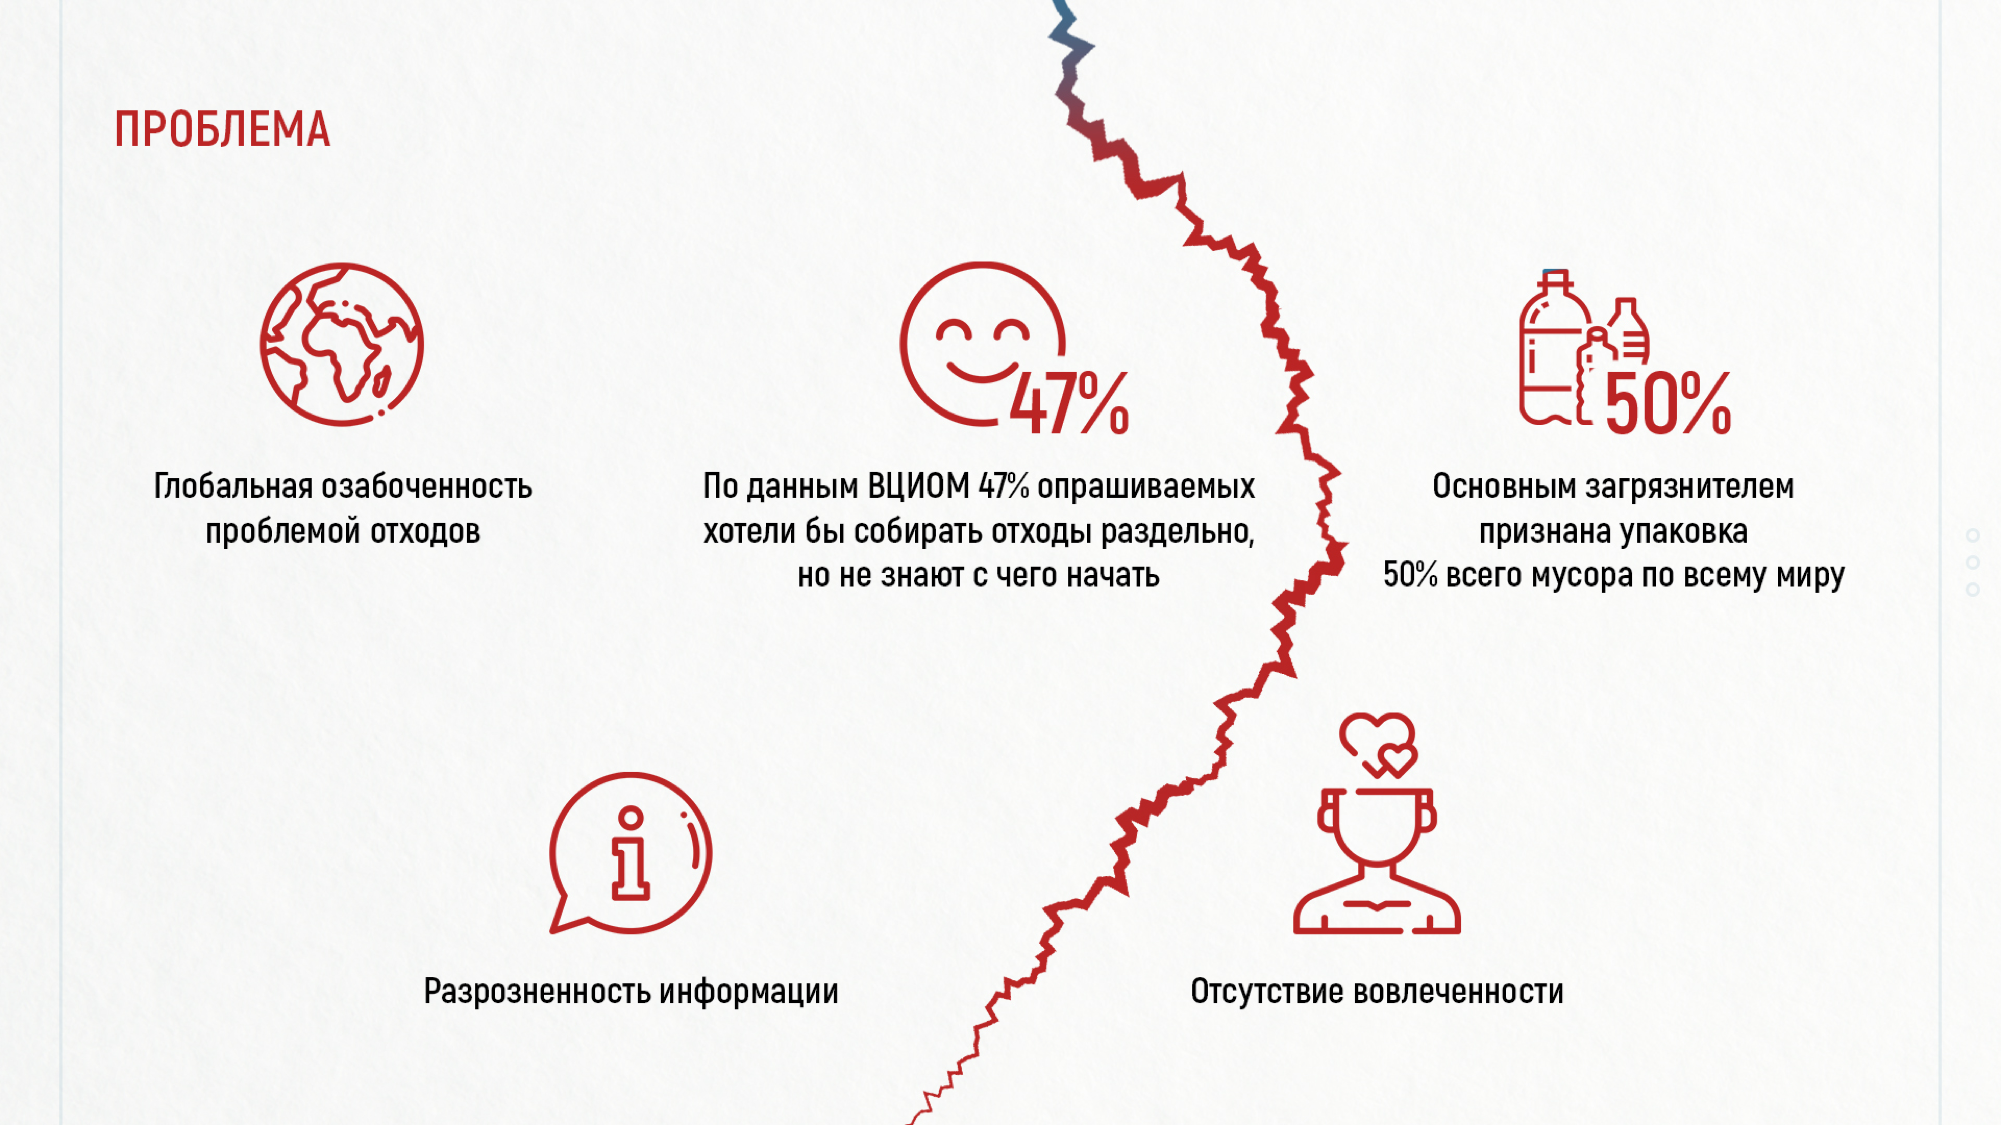 ПРОБЛЕМА
Глобальная озабоченность
проблемой отходов
47%
По данным ВЦИОМ 47% опрашиваемых
хотели бы собирать отходы раздельно,
но не знают с чего начать
50%
Основным загрязнителем
признана упаковка
50% всего мусора по всему миру
i
Разрозненность информации
Отсутствие вовлеченности